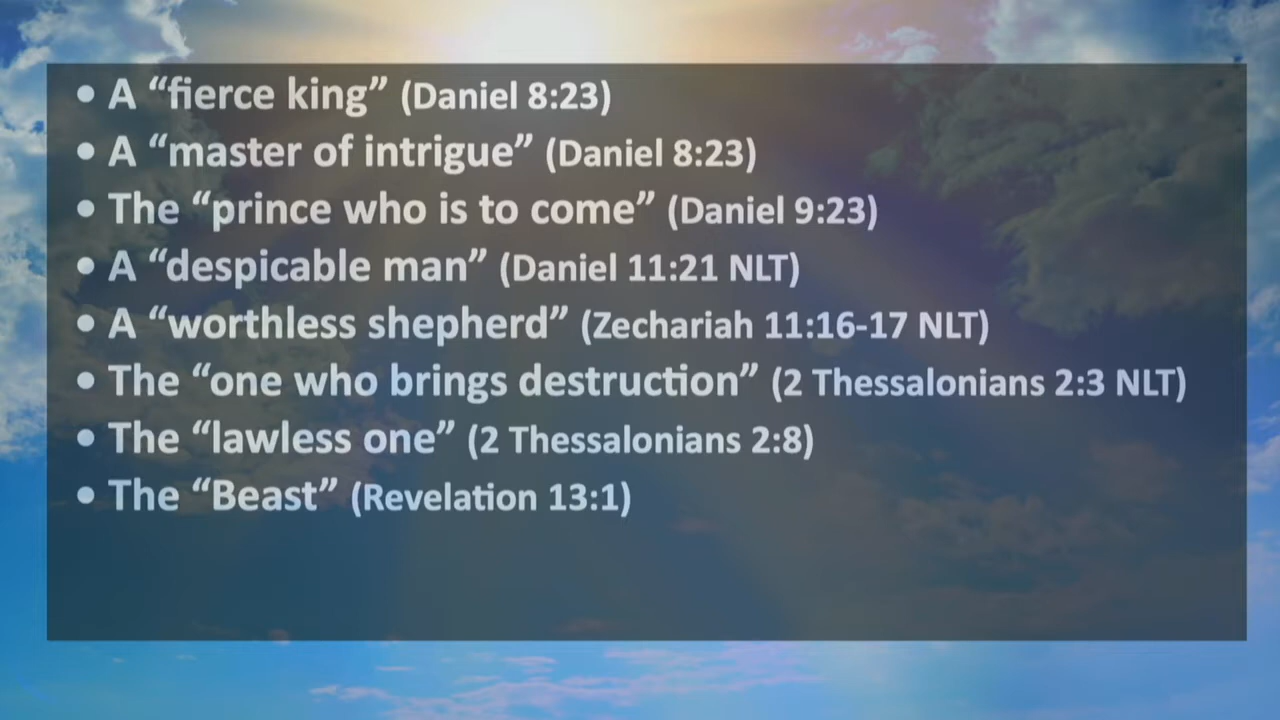 • A “fierce king” (Daniel 8:23)
• A “master of intrigue” (Daniel 8:23)
• The “prince who is to come” (Daniel 9:23)
• A “despicable man” (Daniel 11:21 NLT)
• A “worthless shepherd” (Zechariah 11:16-17 NLT)
• The “one who brings destruction” (2 Thessalonians 2:3 NLT)
• The “lawless one” (2 Thessalonians 2:8)
• The “Beast” (Revelation 13:1)